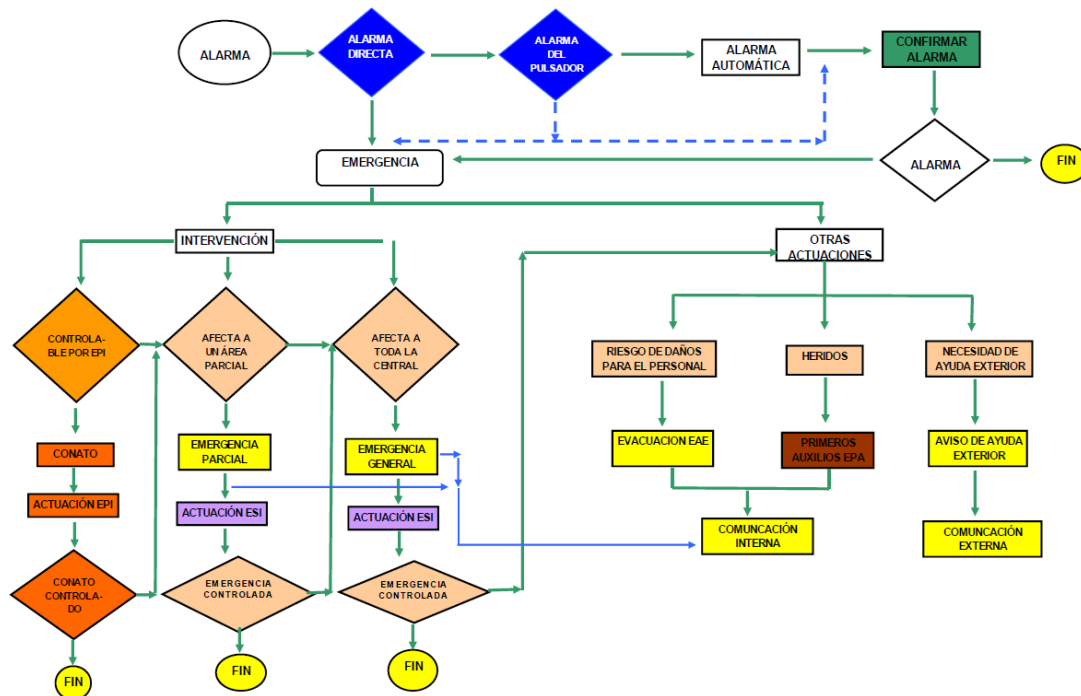 ALARMA
ALARMA
DIRECTA
ALARMA
DEL
PULSADOR
ALARMA
AUTOMÁTICA
CONFIRMAR
ALARMA
EMERGENCIA
ALARMA
FIN
INTERVENCIÓN
OTRAS
ACTUACIONES
CONTROLA-
BLE POR EPI
AFECTA A
UN ÁREA
PARCIAL
AFECTA A
TODA LA
CENTRAL
RIESGO DE DAÑOS
PARA EL PERSONAL
HERIDOS
NECESIDAD DE
AYUDA EXTERIOR
CONATO
EMERGENCIA
PARCIAL
EMERGENCIA
GENERAL
EVACUACION EAE
PRIMEROS
AUXILIOS EPA
AVISO DE AYUDA
EXTERIOR
ACTUACIÓN EPI
ACTUACIÓN ESI
ACTUACIÓN ESI
COMUNCACIÓN
INTERNA
COMUNCACIÓN
EXTERNA
CONATO
CONTROLA-
DO
EMERGENCIA
CONTROLADA
EMERGENCIA
CONTROLADA
FIN
FIN
FIN